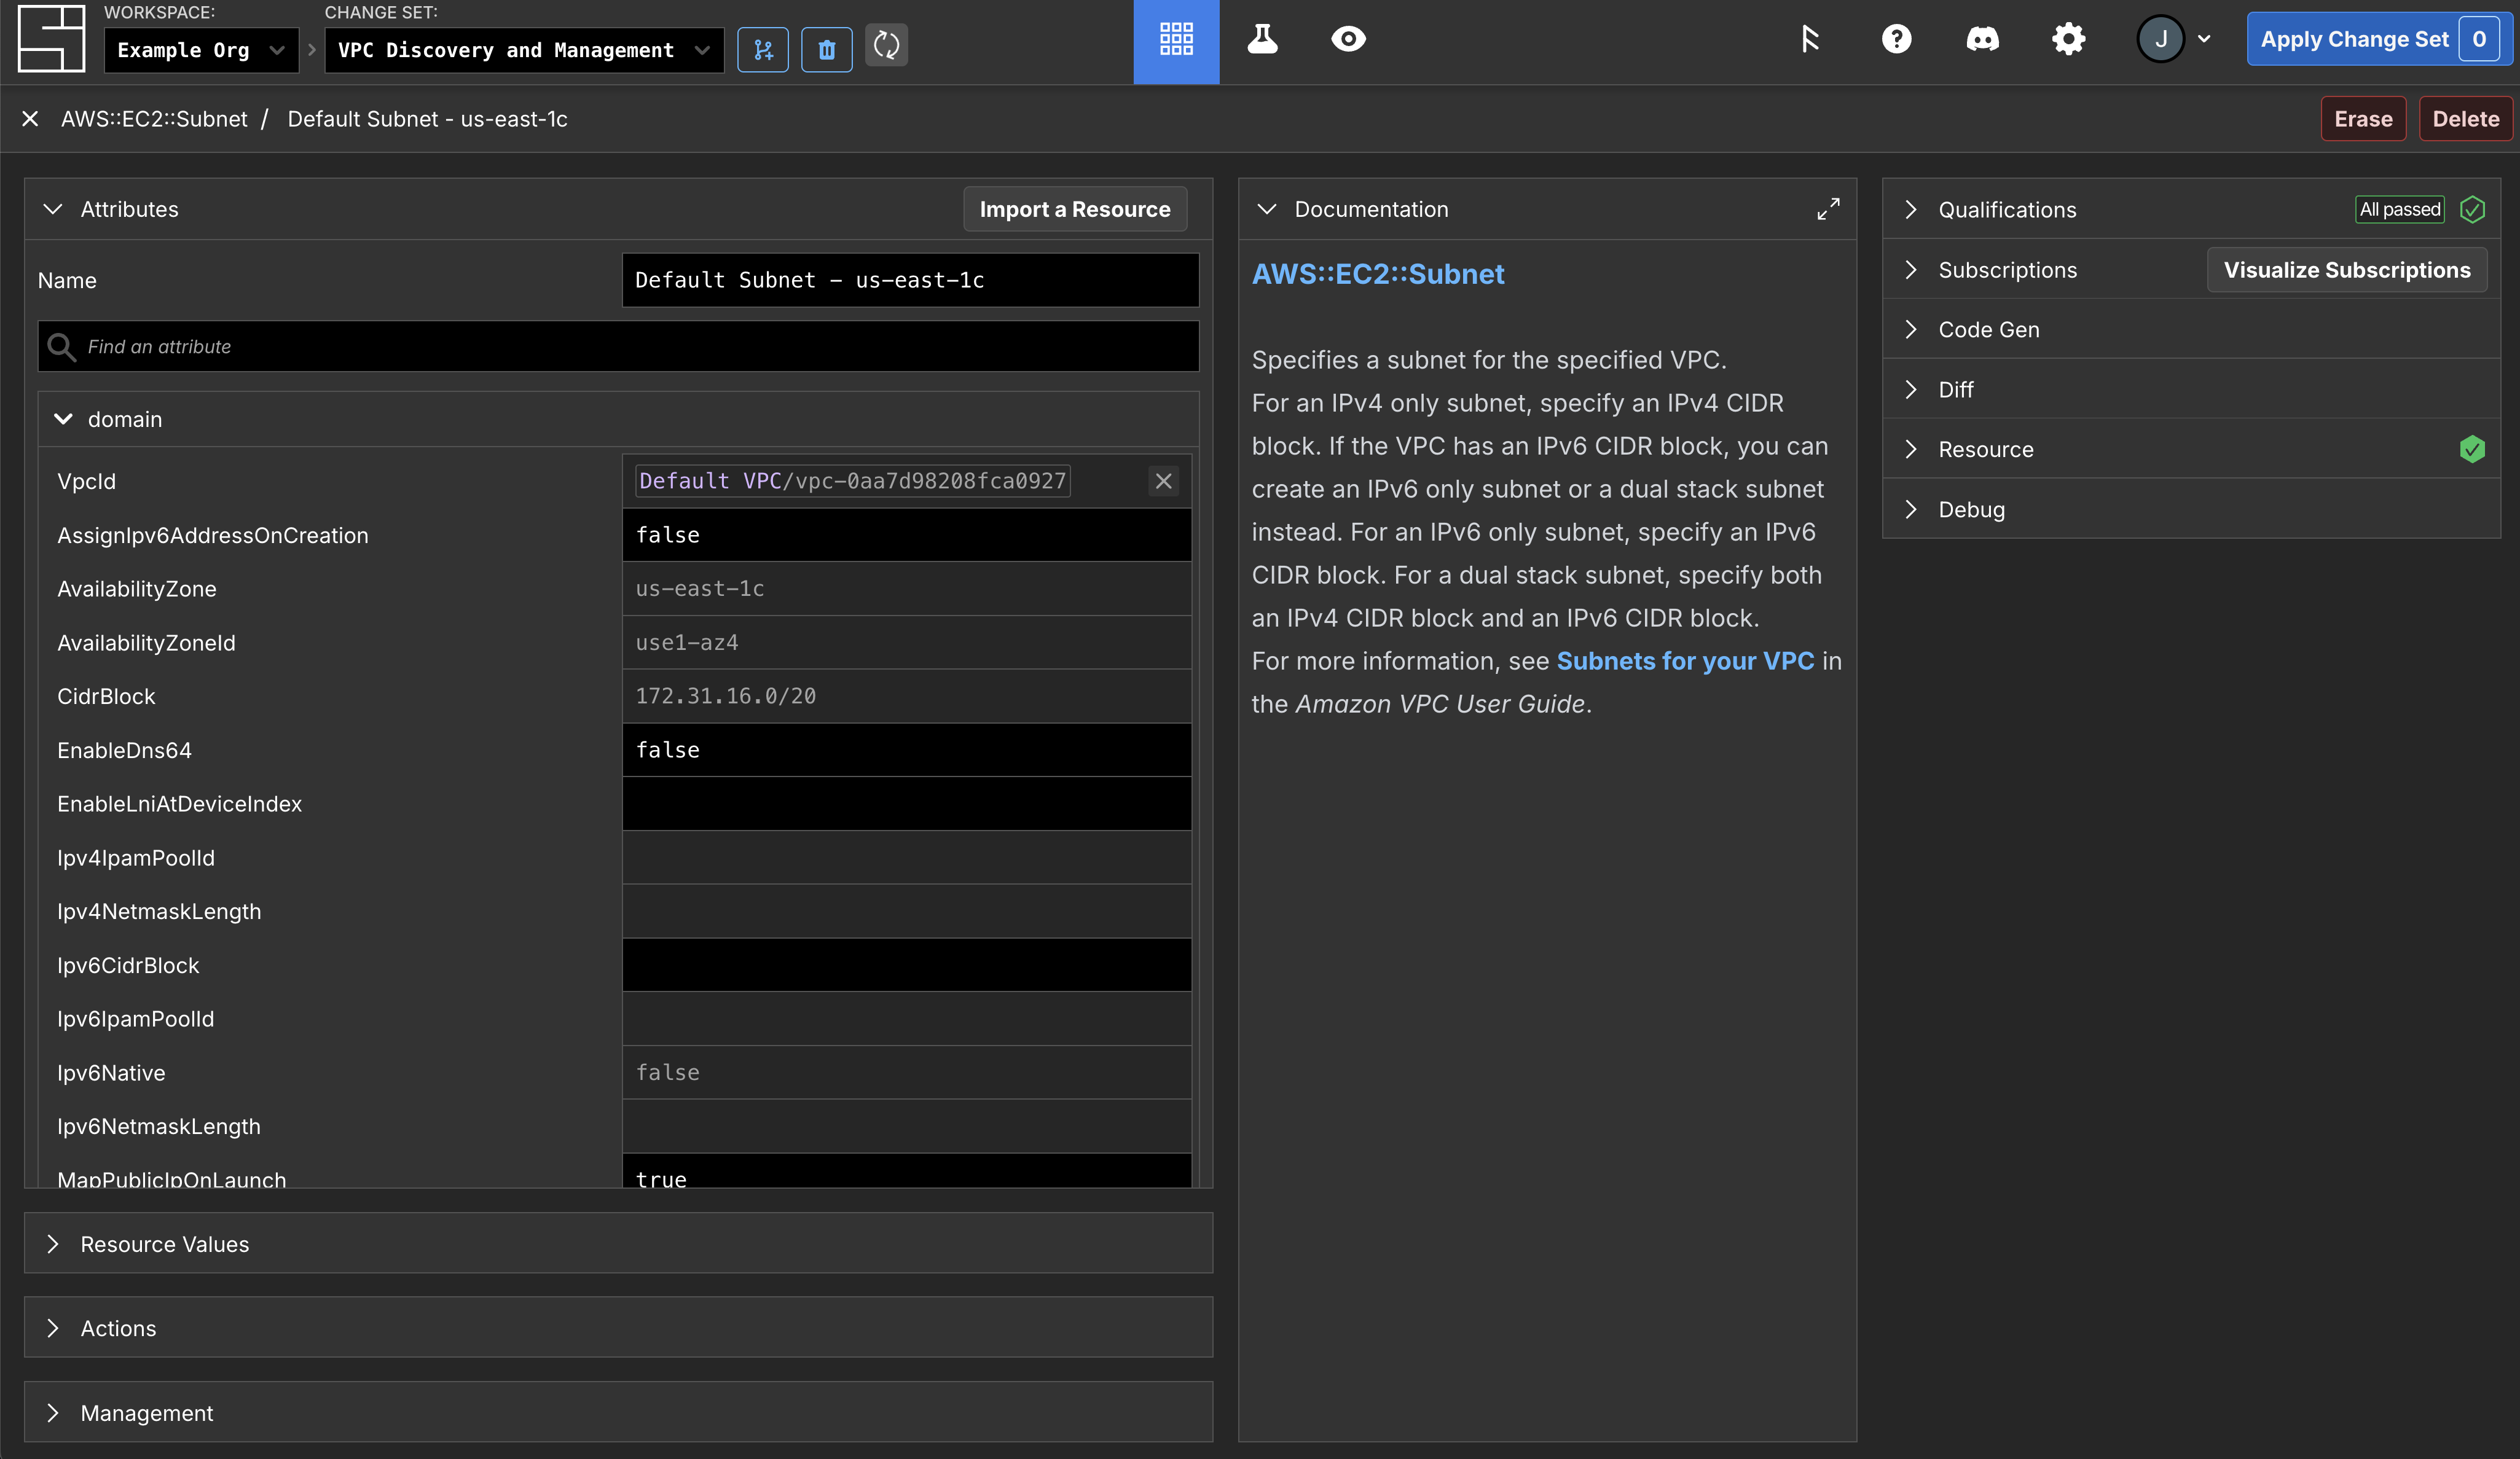 WORKSPACE:
CHANGE SET:
Example Org
VPC Discovery and Management
J
Apply Change Set 0
AWS::EC2::Subnet / Default Subnet - us-east-1c
Erase
Delete
Attributes
Import a Resource
Name
Default Subnet - us-east-1c
Find an attribute
domain
VpcId
Default VPC/vpc-0aa7d98208fca0927
AssignIpv6AddressOnCreation
false
AvailabilityZone
us-east-1c
AvailabilityZoneId
use1-az4
CidrBlock
172.31.16.0/20
EnableDns64
false
EnableLniAtDeviceIndex
Ipv4IpamPoolId
Ipv4NetmaskLength
Ipv6CidrBlock
Ipv6IpamPoolId
Ipv6Native
false
Ipv6NetmaskLength
MapPublicIpOnLaunch
true
Resource Values
Actions
Management
Documentation
AWS::EC2::Subnet
Specifies a subnet for the specified VPC.
For an IPv4 only subnet, specify an IPv4 CIDR
block. If the VPC has an IPv6 CIDR block, you can
create an IPv6 only subnet or a dual stack subnet
instead. For an IPv6 only subnet, specify an IPv6
CIDR block. For a dual stack subnet, specify both
an IPv4 CIDR block and an IPv6 CIDR block.
For more information, see Subnets for your VPC in
the Amazon VPC User Guide.
Qualifications
All passed
Subscriptions
Visualize Subscriptions
Code Gen
Diff
Resource
Debug